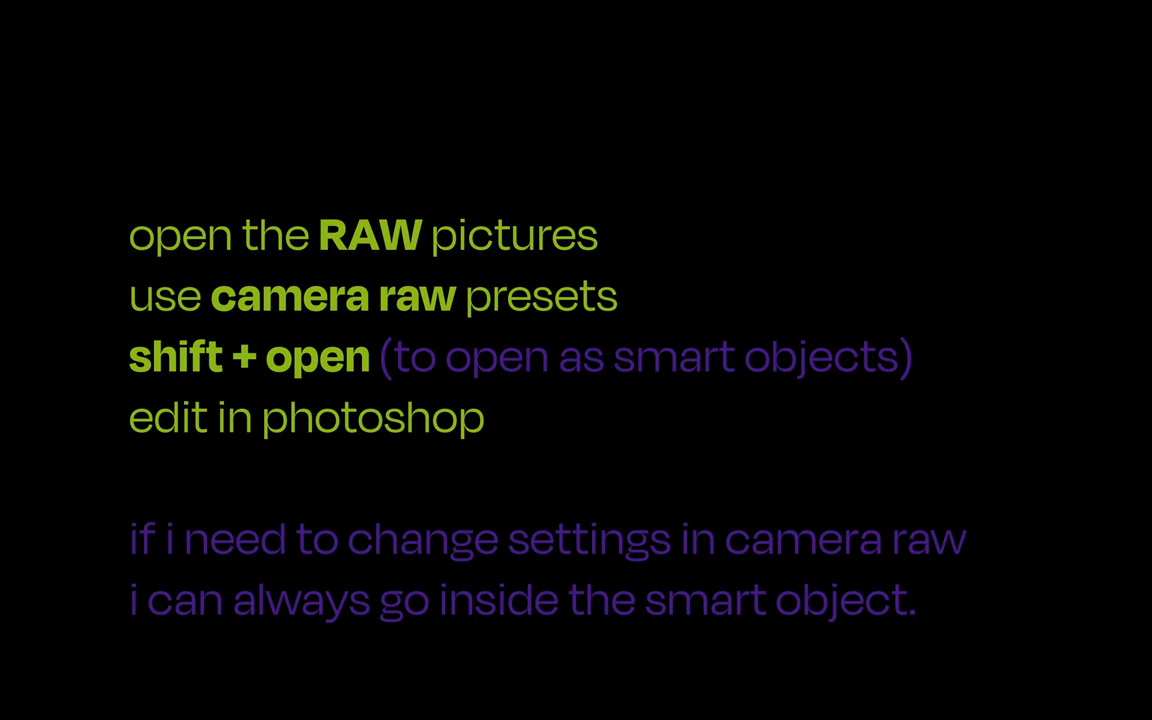 open the RAW pictures
use camera raw presets
shift + open (to open as smart objects)
edit in photoshop
if i need to change settings in camera raw
i can always go inside the smart object.